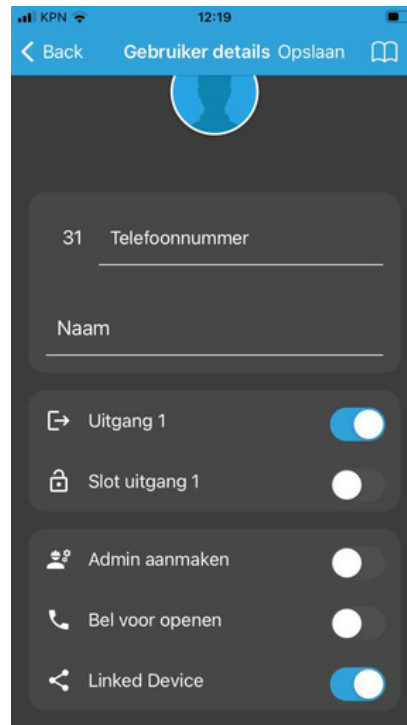 KPN 12:19
Back Gebruiker details Opslaan
31 Telefoonnummer
Naam
Uitgang 1
Slot uitgang 1
Admin aanmaken
Bel voor openen
Linked Device